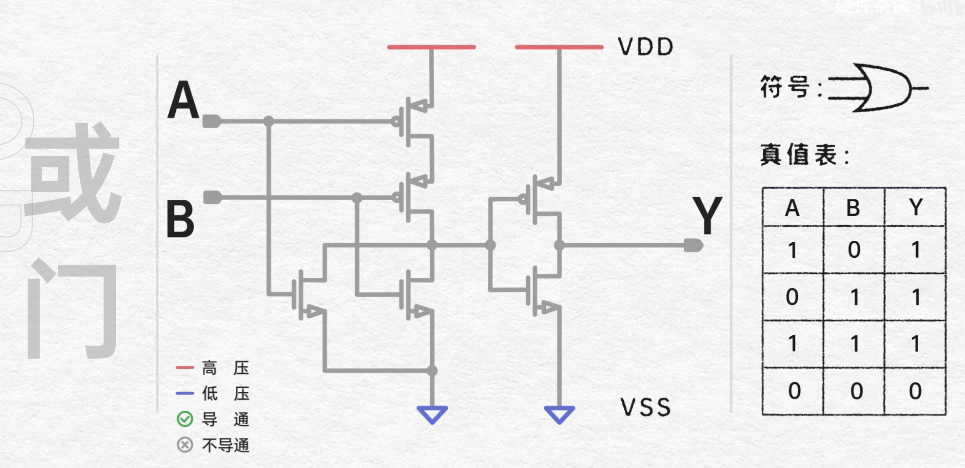 或
门
A
B
VDD
Y
VSS
高 压
低 压
导 通
不导通
符号:
真值表:
A B Y
1 0 1
0 1 1
1 1 1
0 0 0